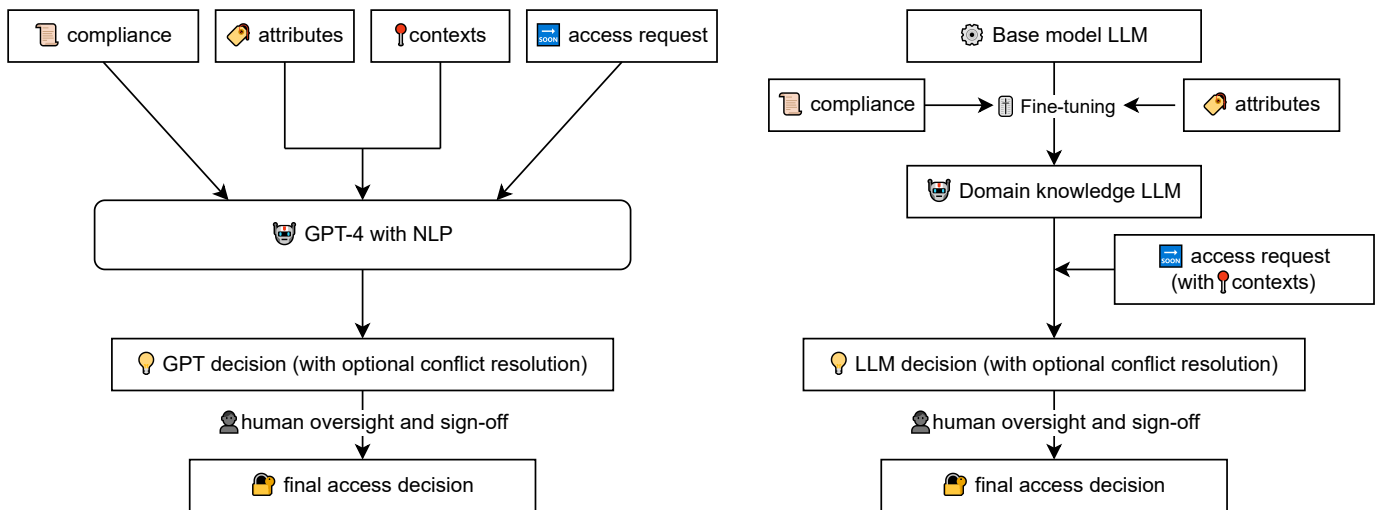 compliance
attributes
contexts
access request
GPT-4 with NLP
GPT decision (with optional conflict resolution)
human oversight and sign-off
final access decision
Base model LLM
compliance
Fine-tuning
attributes
Domain knowledge LLM
SOON access request
(with contexts)
LLM decision (with optional conflict resolution)
human oversight and sign-off
final access decision